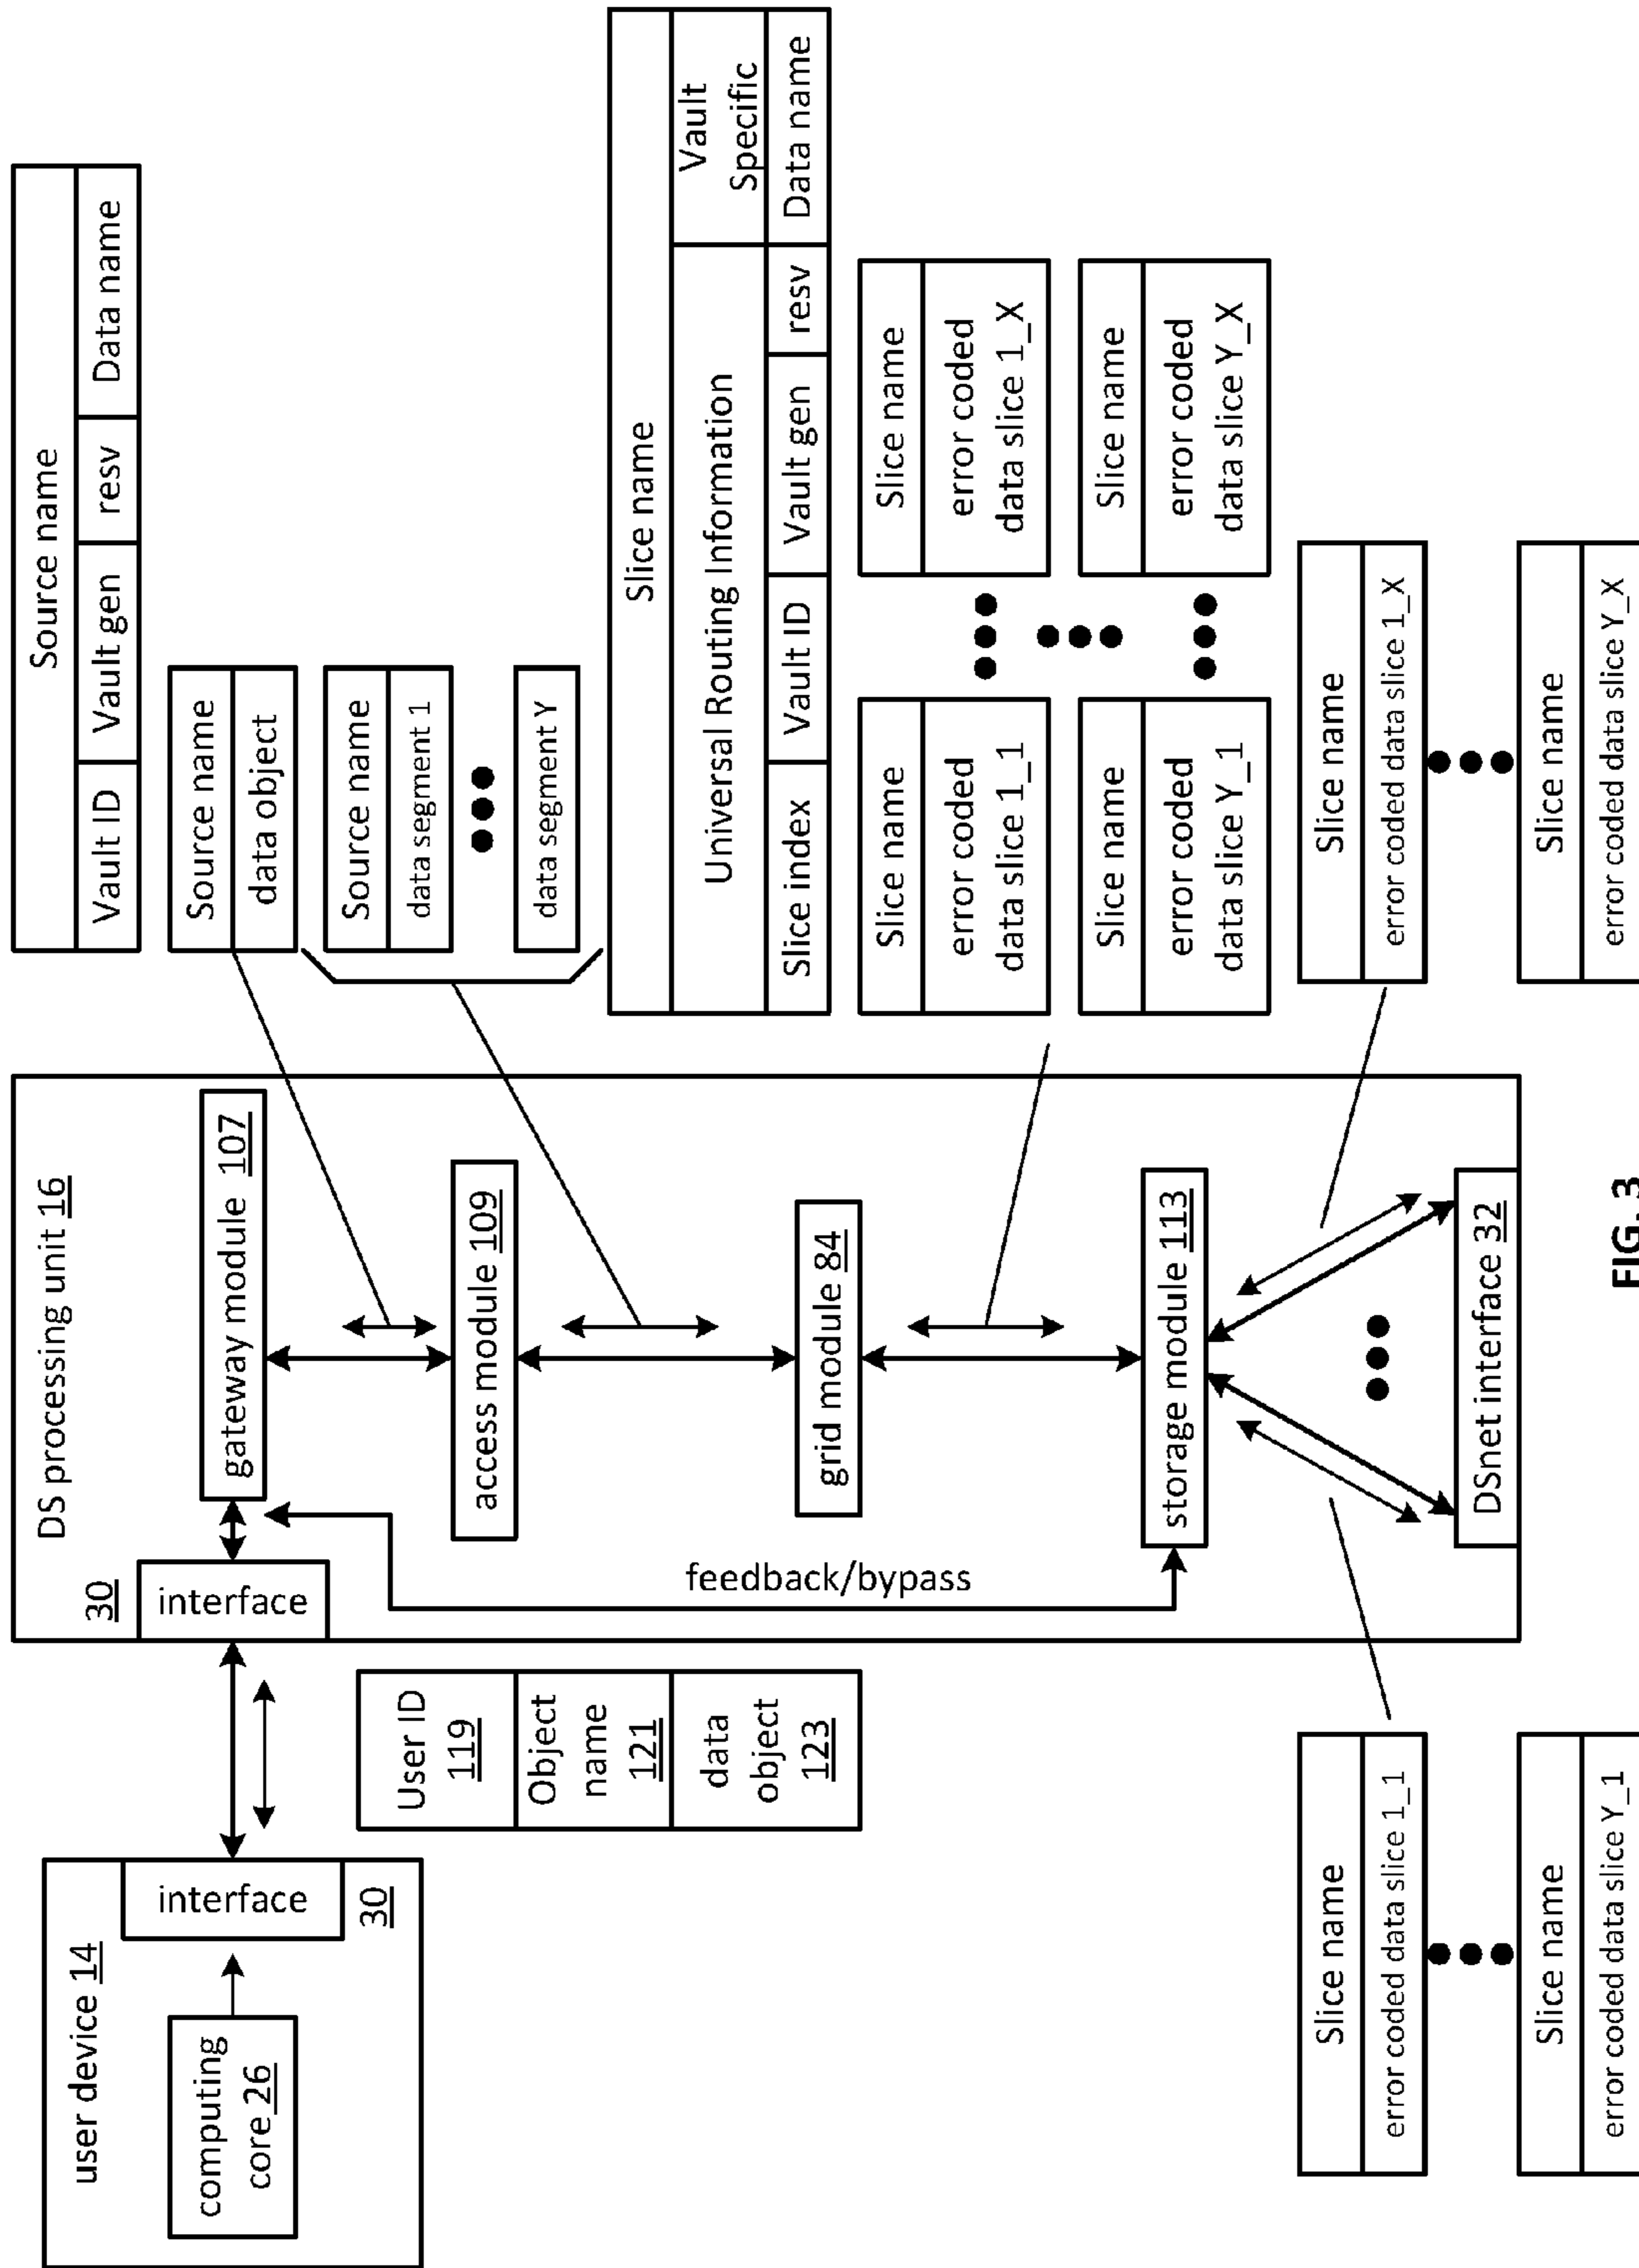 user device 14
computing
core 26
interface
30
User ID
119
Object
name
121
data
object
123
DS processing unit 16
30
interface
gateway module 107
access module 109
grid module 84
storage module 113
DSnet interface 32
feedback/bypass
Source name
Vault ID
Vault gen
resv
Data name
Source name
data object
Source name
data segment 1
data segment Y
Slice name
Universal Routing Information
Vault
Specific
Slice index
Vault ID
Vault gen
resv
Data name
Slice name
error coded
data slice 1_1
Slice name
error coded
data slice 1_X
Slice name
error coded
data slice Y_1
Slice name
error coded
data slice Y_X
Slice name
error coded data slice 1_1
Slice name
error coded data slice Y_1
Slice name
error coded data slice 1_X
Slice name
error coded data slice Y_X
FIG. 3